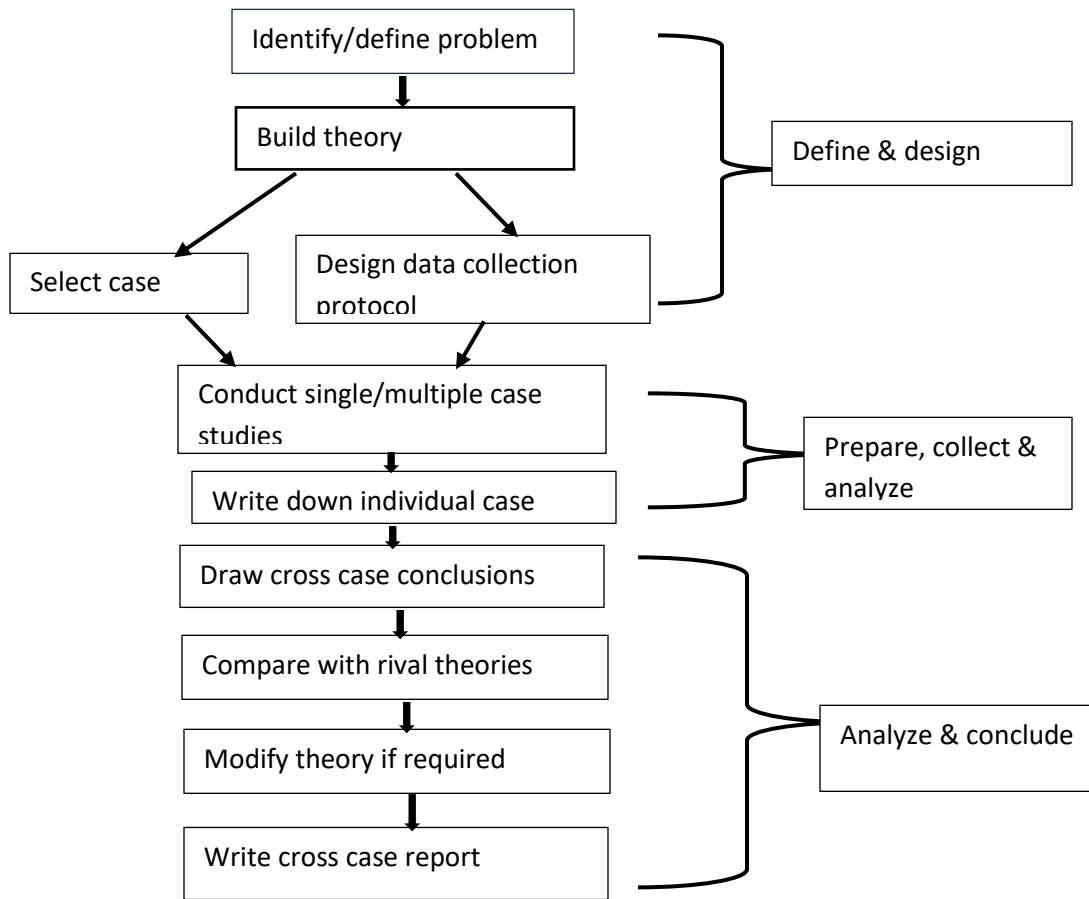 Identify/define problem
Build theory
Define & design
Select case
Design data collection
protocol
Conduct single/multiple case
studies
Prepare, collect &
analyze
Write down individual case
Draw cross case conclusions
Compare with rival theories
Modify theory if required
Analyze & conclude
Write cross case report